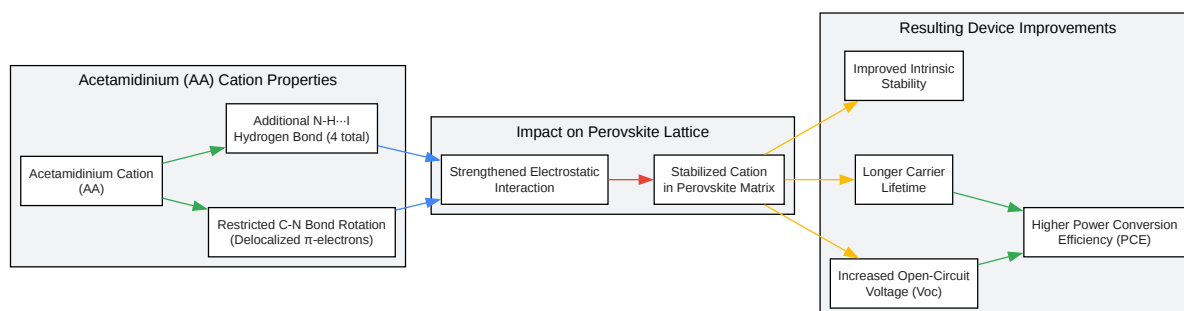 Acetamidinium (AA) Cation Properties
Acetamidinium Cation
(AA)
Additional N-H···I
Hydrogen Bond (4 total)
Restricted C-N Bond Rotation
(Delocalized π-electrons)
Impact on Perovskite Lattice
Strengthened Electrostatic
Interaction
Stabilized Cation
in Perovskite Matrix
Resulting Device Improvements
Improved Intrinsic
Stability
Longer Carrier
Lifetime
Increased Open-Circuit
Voltage (Voc)
Higher Power Conversion
Efficiency (PCE)